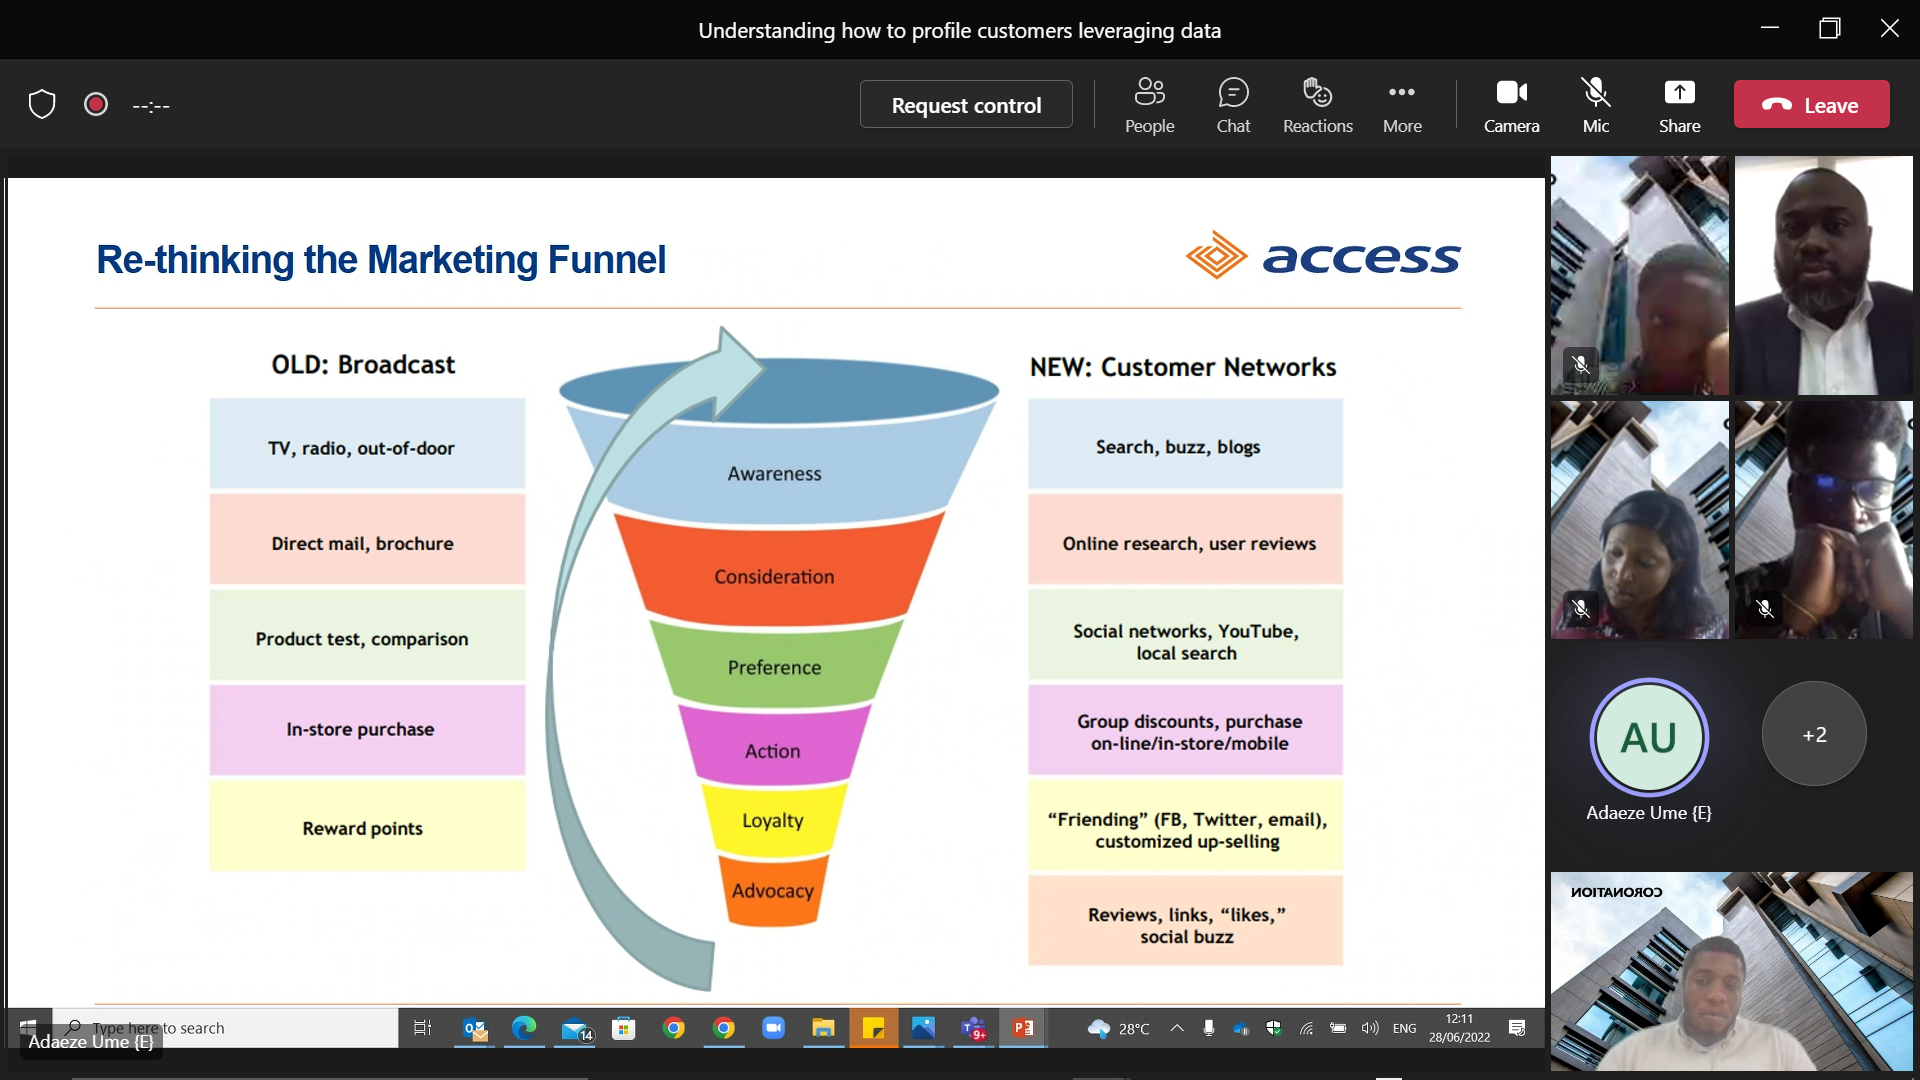 Understanding how to profile customers leveraging data
--:--
Request control
People
Chat
Reactions
More
Camera
Mic
Share
Leave
Re-thinking the Marketing Funnel
access
OLD: Broadcast
TV, radio, out-of-door
Direct mail, brochure
Product test, comparison
In-store purchase
Reward points
Awareness
Consideration
Preference
Action
Loyalty
Advocacy
NEW: Customer Networks
Search, buzz, blogs
Online research, user reviews
Social networks, YouTube,
local search
Group discounts, purchase
on-line/in-store/mobile
“Friending” (FB, Twitter, email),
customized up-selling
Reviews, links, “likes,”
social buzz
AU
+2
Adaeze Ume {E}
CORONATION
Type here to search
Adaeze Ume {E}
14
9+
28°C
ENG
12:11
28/06/2022